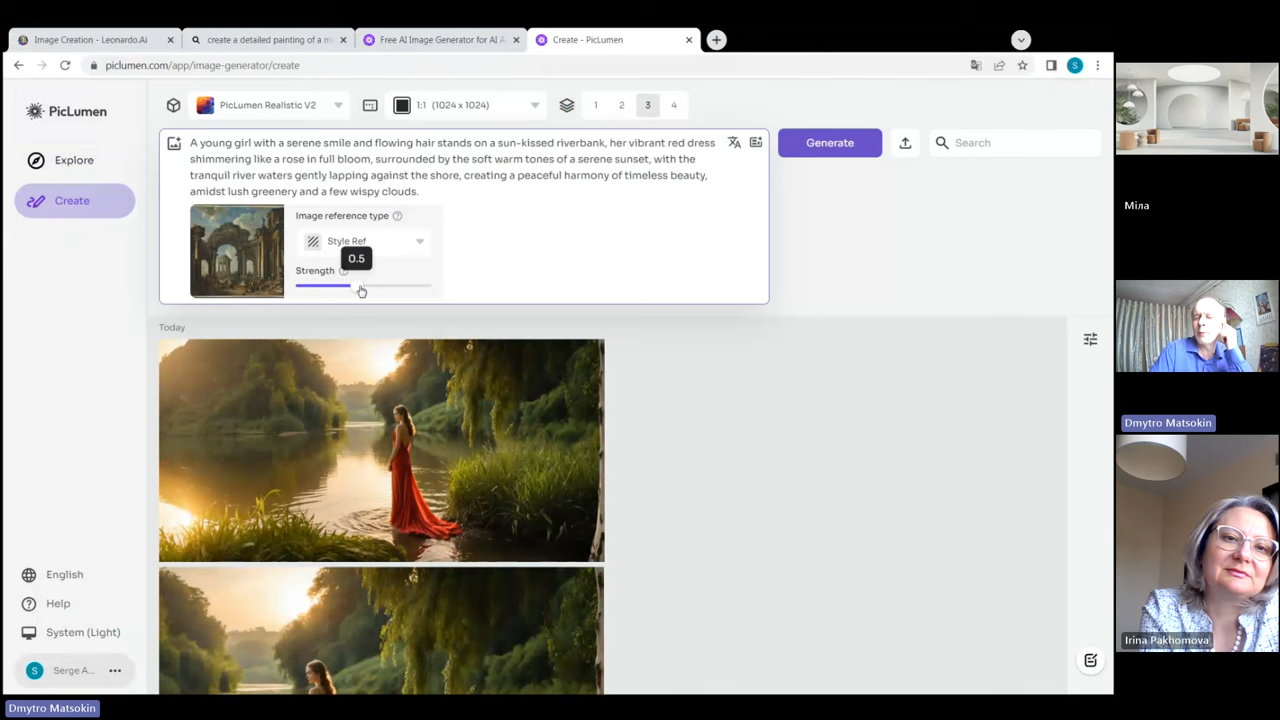 Image Creation - Leonardo.Ai
create a detailed painting of a m
Free AI Image Generator for AI A
Create - PicLumen
piclumen.com/app/image-generator/create
S
PicLumen
Explore
Create
PicLumen Realistic V2
1:1 (1024 x 1024)
1 2 3 4
A young girl with a serene smile and flowing hair stands on a sun-kissed riverbank, her vibrant red dress
shimmering like a rose in full bloom, surrounded by the soft warm tones of a serene sunset, with the
tranquil river waters gently lapping against the shore, creating a peaceful harmony of timeless beauty,
amidst lush greenery and a few wispy clouds.
Generate
Search
Image reference type
Style Ref
0.5
Strength
Today
English
Help
System (Light)
S Serge A...
Dmytro Matsokin
Міла
Dmytro Matsokin
Irina Pakhomova